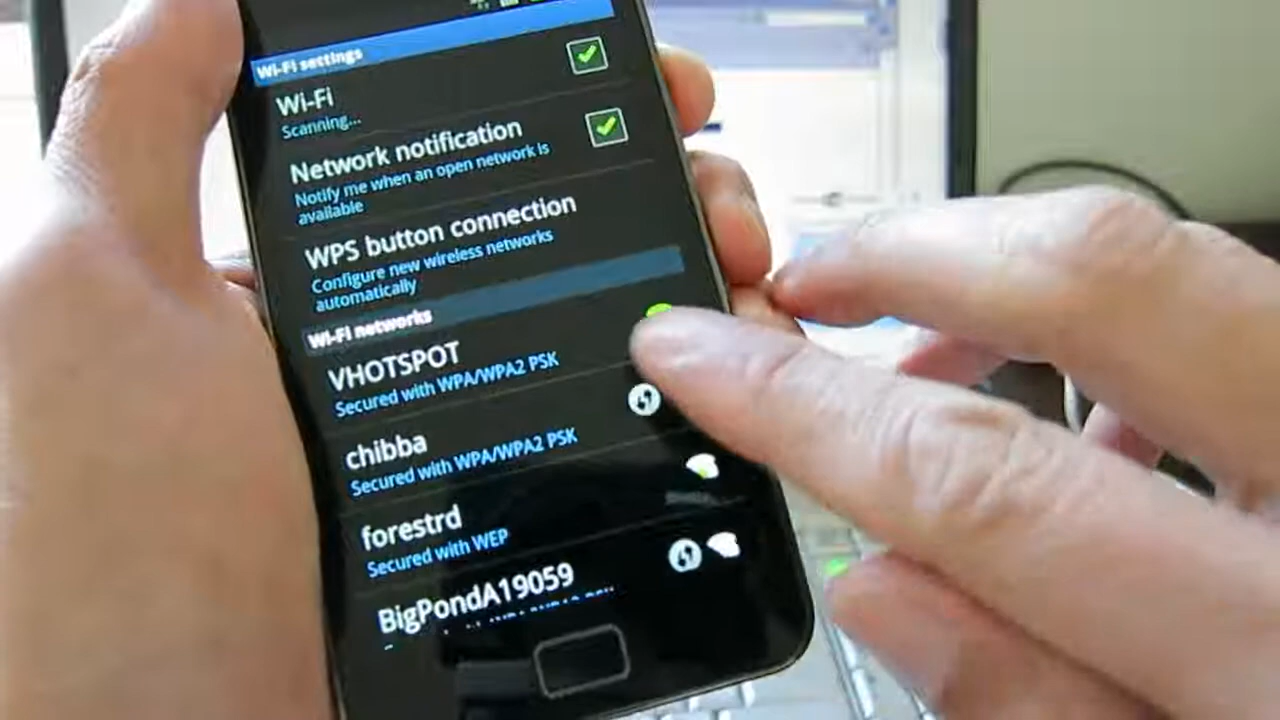 Wi-Fi settings
Wi-Fi
Scanning...
Network notification
Notify me when an open network is
available
WPS button connection
Configure new wireless networks
automatically
Wi-Fi networks
VHOTSPOT
Secured with WPA/WPA2 PSK
chibba
Secured with WPA/WPA2 PSK
forestrd
Secured with WEP
BigPondA19059